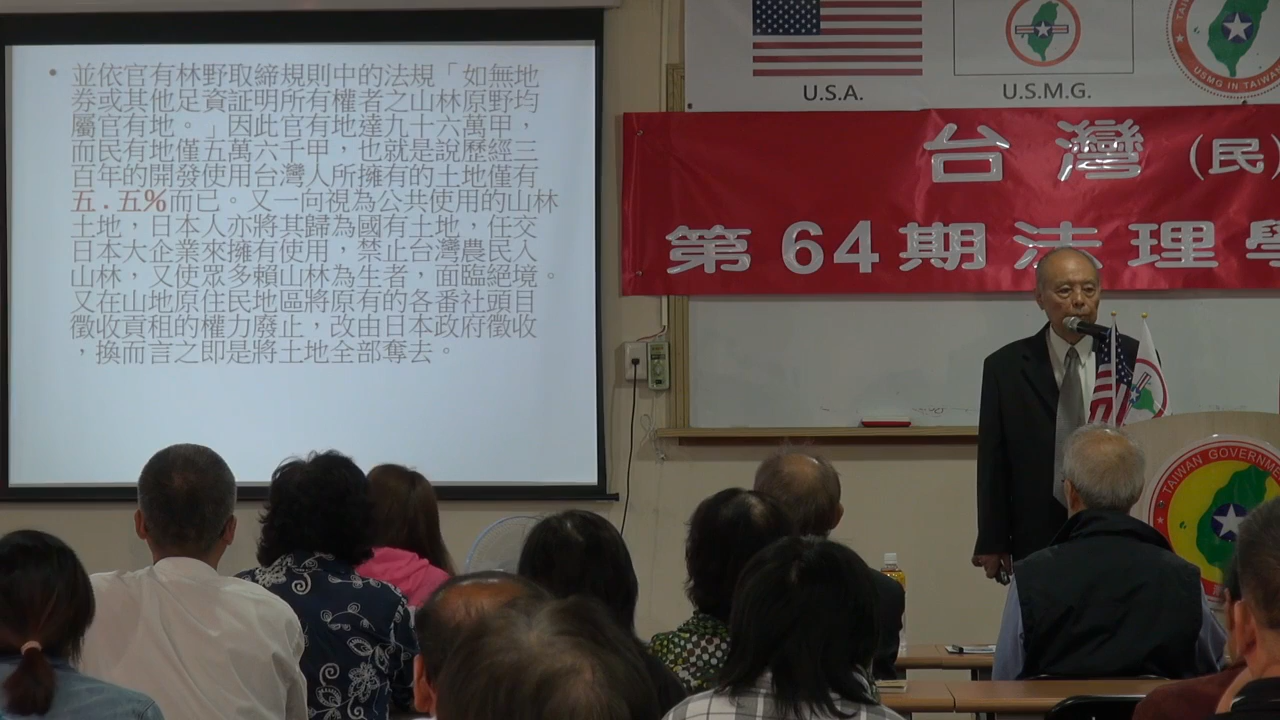 • 並依官有林野取締規則中的法規「如無地
券或其他足資証明所有權者之山林原野均
屬官有地。」因此官有地達九十六萬甲，
而民有地僅五萬六千甲，也就是說歷經三
百年的開發使用台灣人所擁有的土地僅有
五．五%而已。又一向視為公共使用的山林
土地，日本人亦將其歸為國有土地，任交
日本大企業來擁有使用，禁止台灣農民入
山林，又使眾多賴山林為生者，面臨絕境。
又在山地原住民地區將原有的各番社頭目
徵收貢租的權力廢止，改由日本政府徵收
，換而言之即是將土地全部奪去。
U.S.A.
U.S.M.G.
USMG IN TAIWAN
台灣(民
第64期法理學
TAIWAN GOVERNME